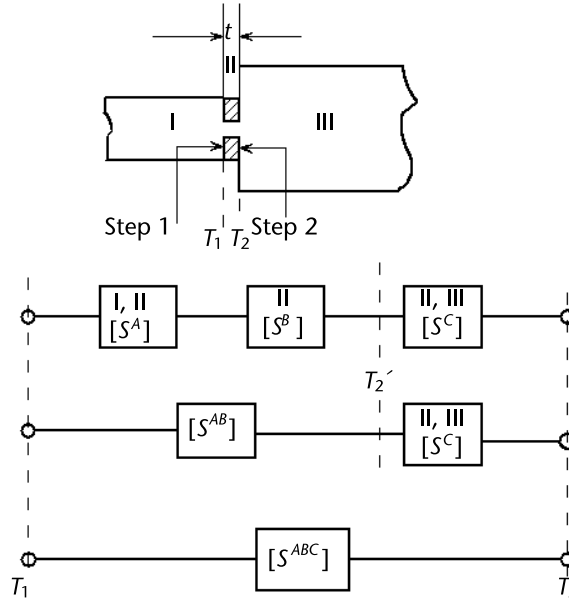 t
II
I
III
Step 1
T1 T2 Step 2
I, II
[S^A]
II
[S^B]
II, III
[S^C]
T2´
[S^AB]
II, III
[S^C]
[S^ABC]
T1
T